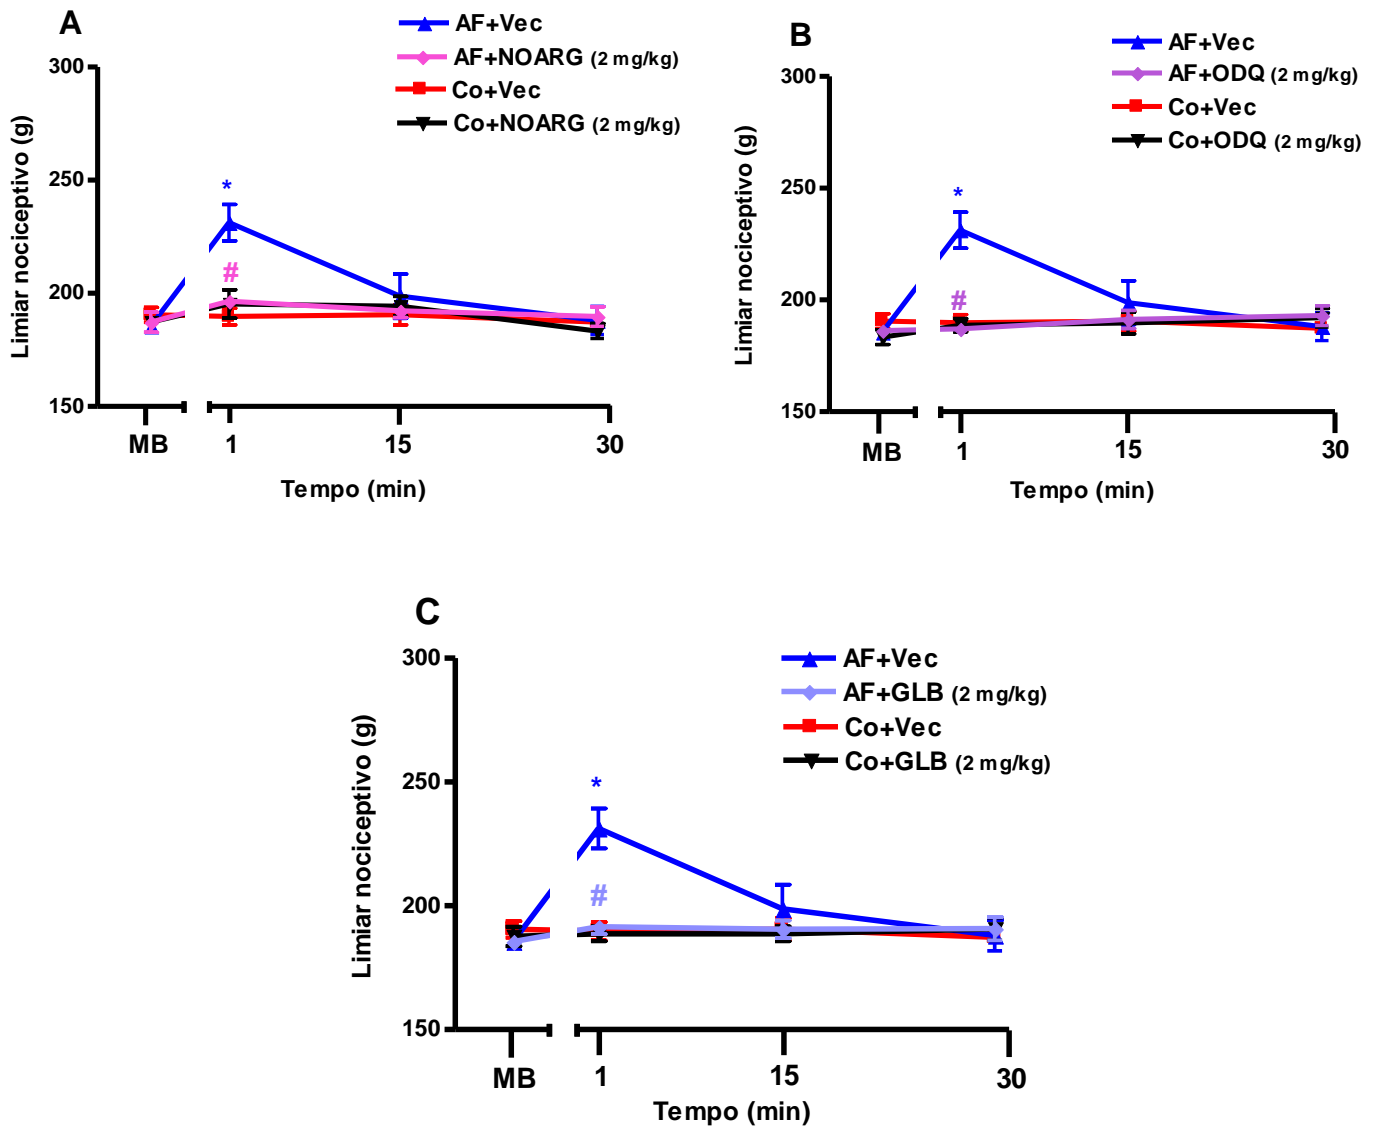 A
AF+Vec
AF+NOARG (2 mg/kg)
Co+Vec
Co+NOARG (2 mg/kg)
Limiar nociceptivo (g)
300
250
200
150
*
#
MB
1
15
30
Tempo (min)
B
AF+Vec
AF+ODQ (2 mg/kg)
Co+Vec
Co+ODQ (2 mg/kg)
Limiar nociceptivo (g)
300
250
200
150
*
#
MB
1
15
30
Tempo (min)
C
AF+Vec
AF+GLB (2 mg/kg)
Co+Vec
Co+GLB (2 mg/kg)
Limiar nociceptivo (g)
300
250
200
150
*
#
MB
1
15
30
Tempo (min)